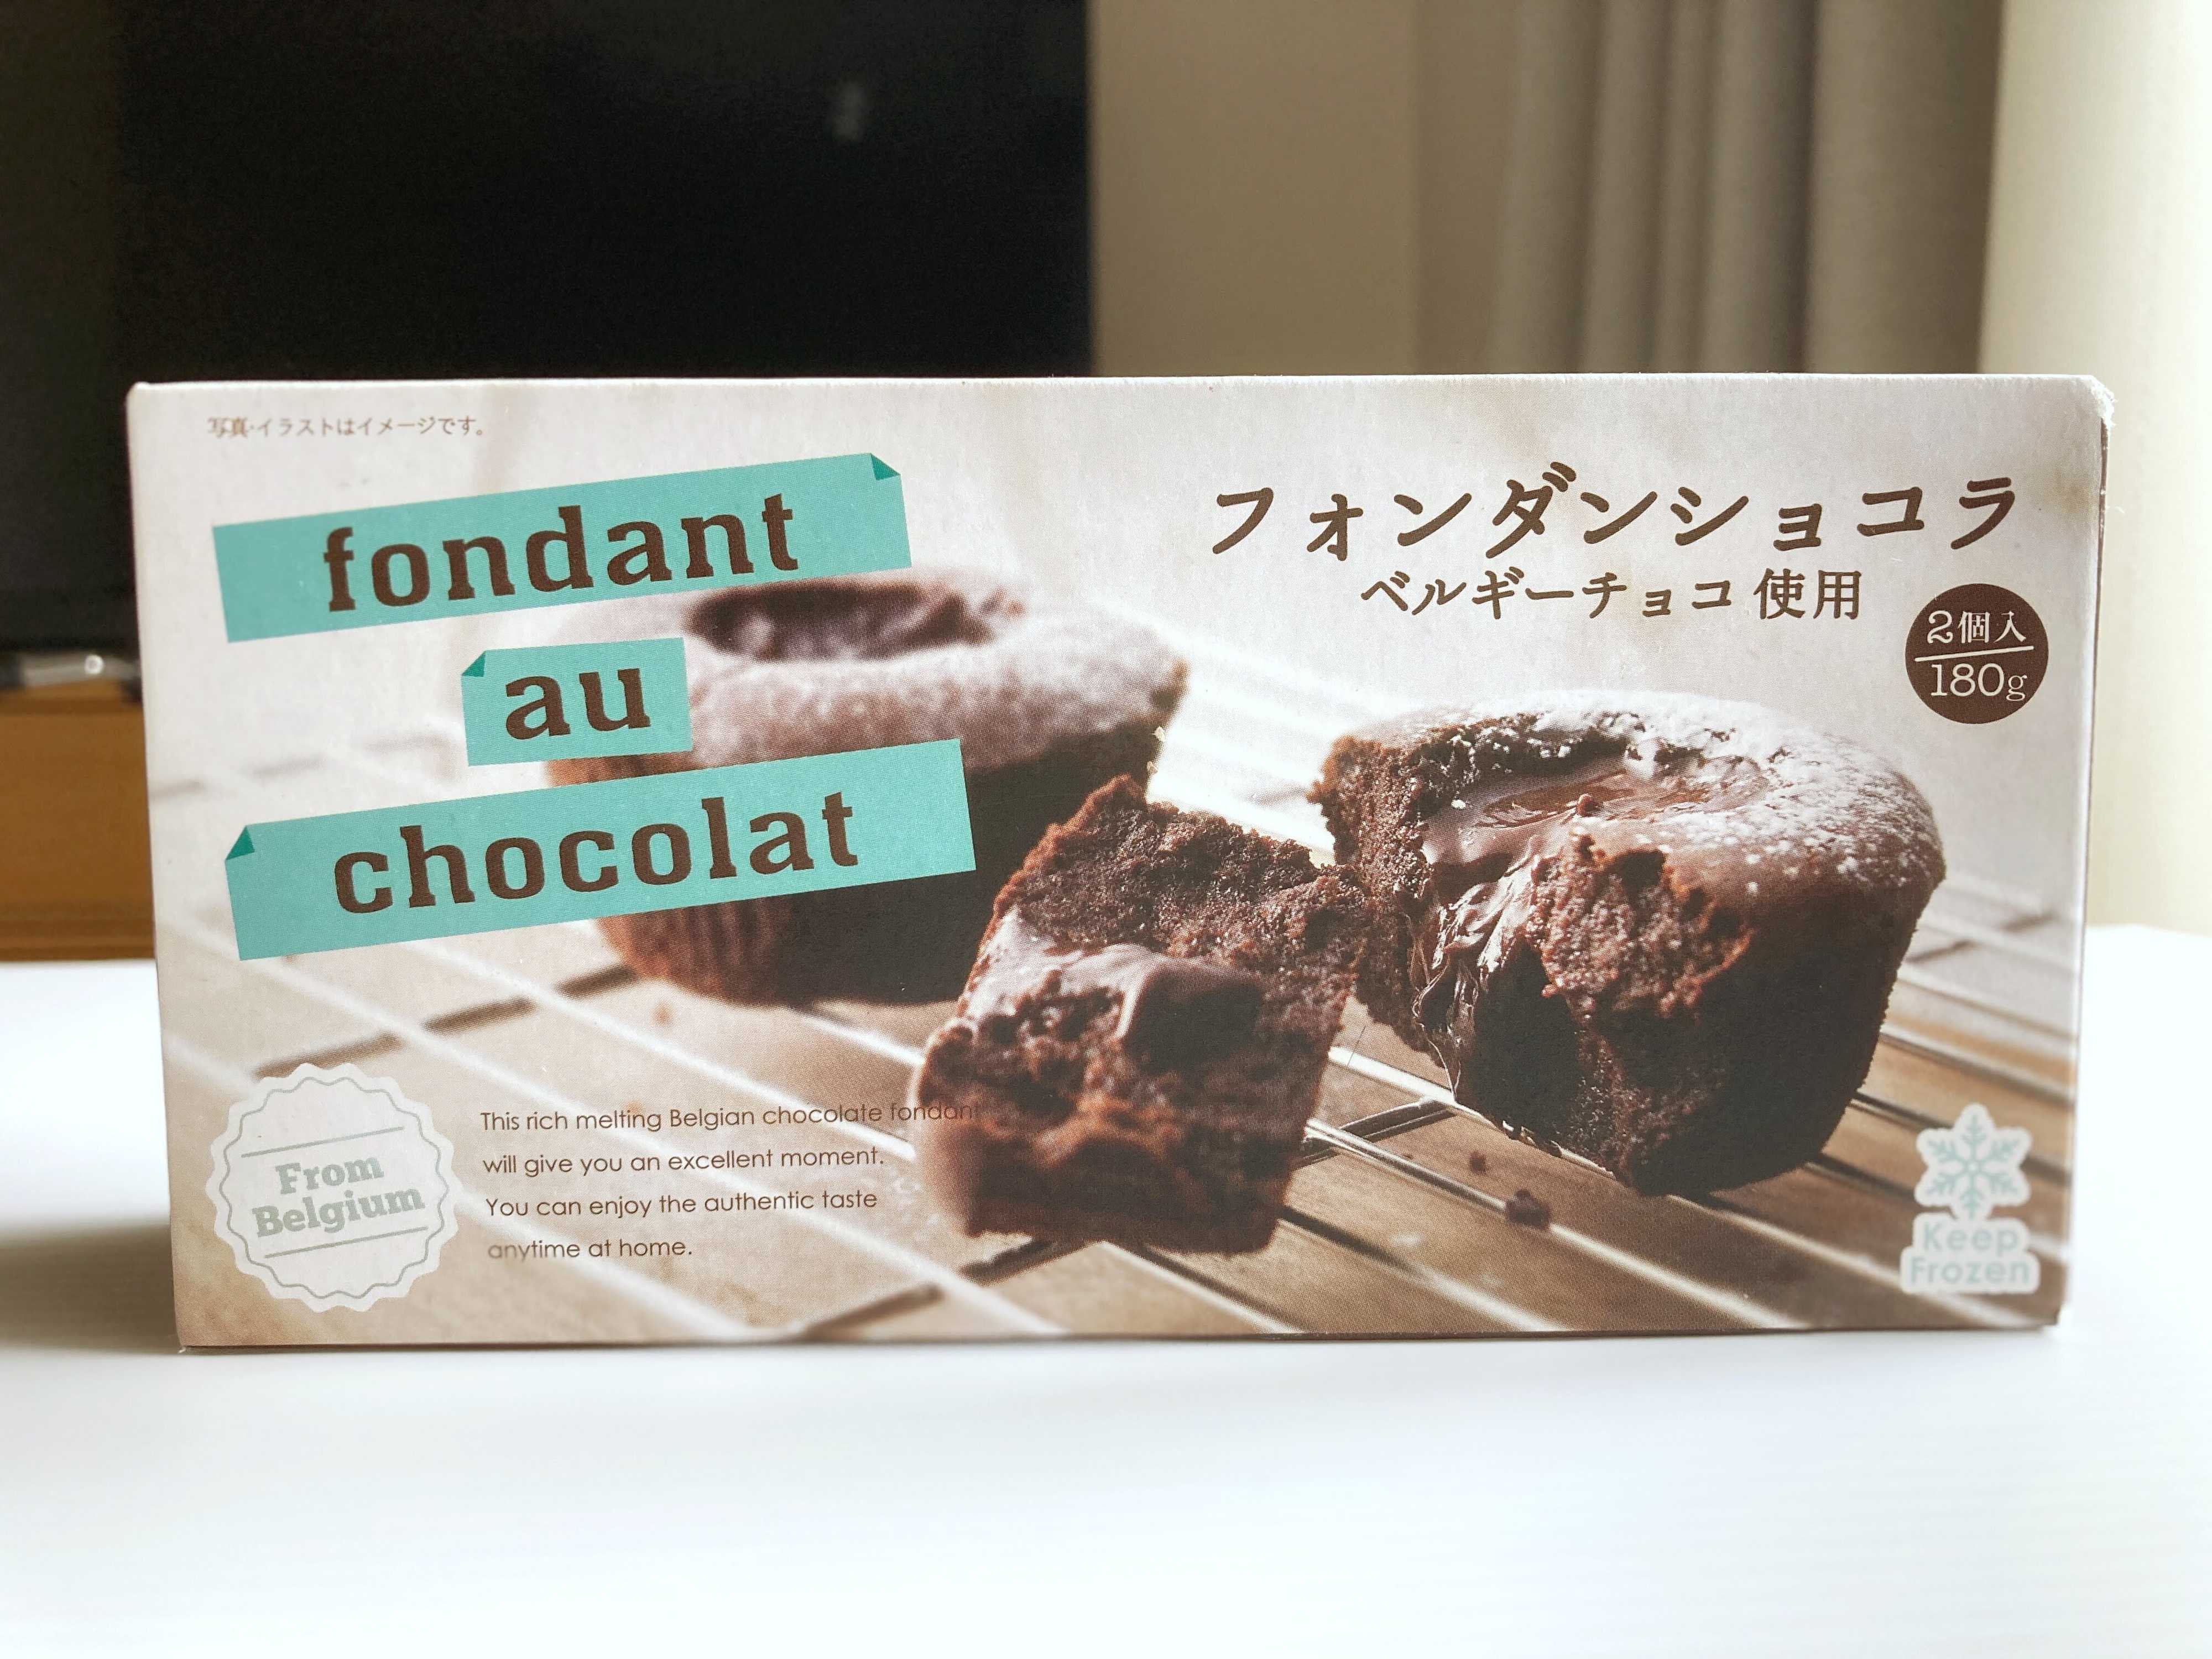 写真・イラストはイメージです。
fondant
au
chocolat
フォンダンショコラ
ベルギーチョコ使用
2個入
180g
This rich melting Belgian chocolate fondant
will give you an excellent moment.
You can enjoy the authentic taste
anytime at home.
From
Belgium
Keep
Frozen